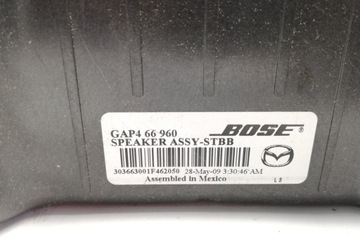 GAP4 66 960
BOSE®
SPEAKER ASSY-STBB
303663001F462050 28-May-09 3:30:46 AM
Assembled in Mexico